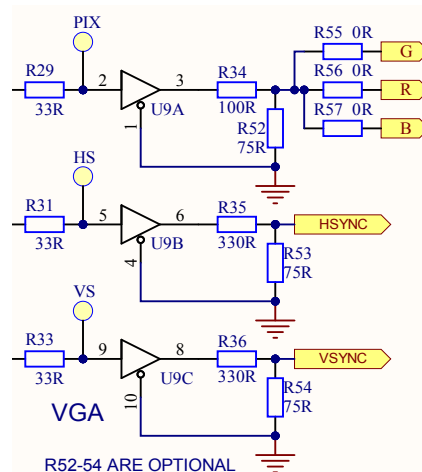 PIX
R55 0R
G
R29
33R
2
3
U9A
1
R34
100R
R56 0R
R
R52
75R
R57 0R
B
HS
R31
33R
5
6
U9B
4
R35
330R
HSYNC
R53
75R
VS
R33
33R
9
8
U9C
10
R36
330R
VSYNC
R54
75R
VGA
R52-54 ARE OPTIONAL